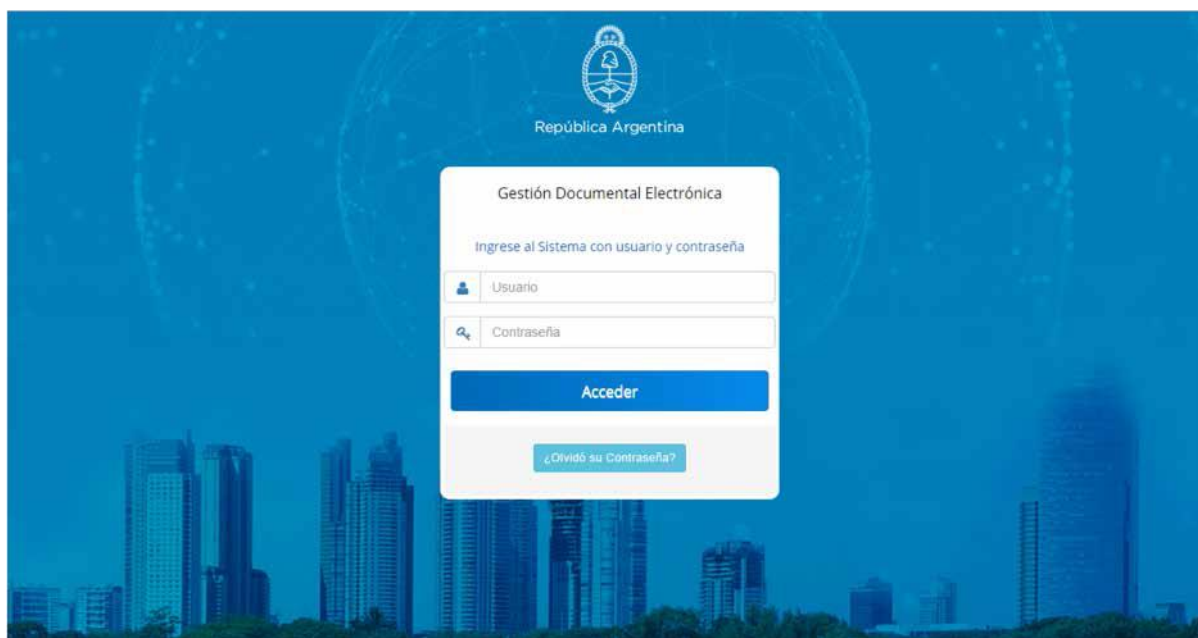 República Argentina
Gestión Documental Electrónica
Ingrese al Sistema con usuario y contraseña
Usuario
Contraseña
Acceder
¿Olvidó su Contraseña?